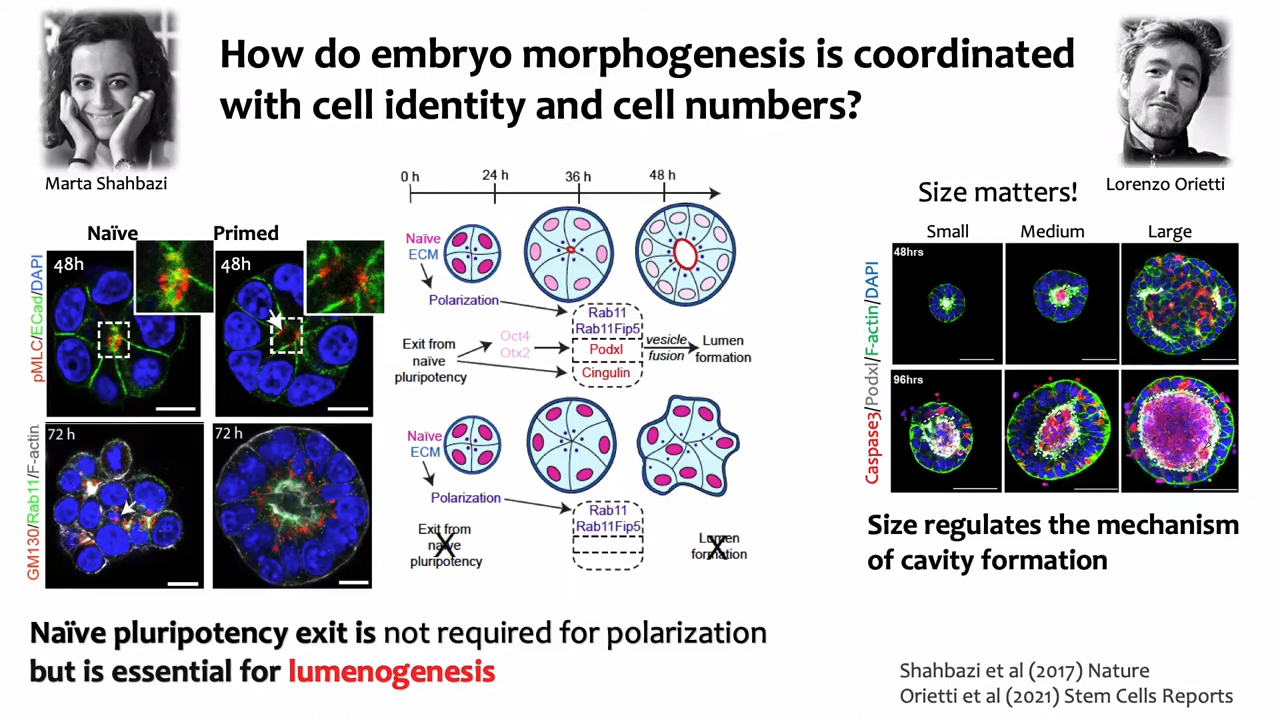 How do embryo morphogenesis is coordinated
with cell identity and cell numbers?
Marta Shahbazi
Lorenzo Orietti
Naïve
Primed
48h
48h
pMLC/ECad/DAPI
72 h
72 h
GM130/Rab11/F-actin
0 h
24 h
36 h
48 h
Naïve
ECM
Polarization
Rab11
Rab11Fip5
Exit from
naïve
pluripotency
Oct4
Otx2
Podxl
Cingulin
vesicle
fusion
Lumen
formation
Naïve
ECM
Polarization
Rab11
Rab11Fip5
Exit from
naïve
pluripotency
X
Lumen
formation
X
Size matters!
Small
Medium
Large
48hrs
96hrs
Caspase3/Podxl/F-actin/DAPI
Size regulates the mechanism
of cavity formation
Naïve pluripotency exit is not required for polarization
but is essential for lumenogenesis
Shahbazi et al (2017) Nature
Orietti et al (2021) Stem Cells Reports